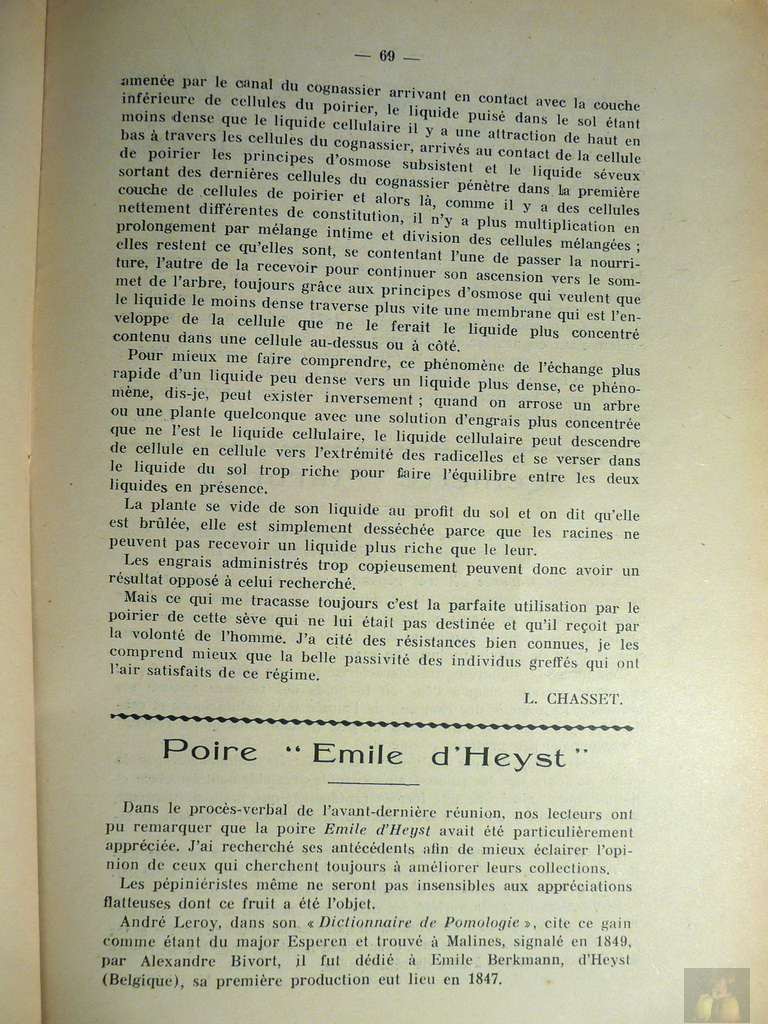 — 69 —
amenée par le canal du cognassier arrivant en contact avec la couche
inférieure de cellules du poirier, le liquide puisé dans le sol étant
moins dense que le liquide cellulaire il y a une attraction de haut en
bas à travers les cellules du cognassier, arrivés au contact de la cellule
de poirier les principes d'osmose subsistent et le liquide séveux
sortant des dernières cellules du cognassier pénètre dans la première
couche de cellules de poirier et alors là, comme il y a des cellules
nettement différentes de constitution, il n'y a plus multiplication en
prolongement par mélange intime et division des cellules mélangées ;
elles restent ce qu'elles sont, se contentant l'une de passer la nourri-
ture, l'autre de la recevoir pour continuer son ascension vers le som-
met de l'arbre, toujours grâce aux principes d'osmose qui veulent que
le liquide le moins dense traverse plus vite une membrane qui est l'en-
veloppe de la cellule que ne le ferait le liquide plus concentré
contenu dans une cellule au-dessus ou à côté.
Pour mieux me faire comprendre, ce phénomène de l'échange plus
rapide d'un liquide peu dense vers un liquide plus dense, ce phéno-
mène, dis-je, peut exister inversement ; quand on arrose un arbre
ou une plante quelconque avec une solution d'engrais plus concentrée
que ne l'est le liquide cellulaire, le liquide cellulaire peut descendre
de cellule en cellule vers l'extrémité des radicelles et se verser dans
le liquide du sol trop riche pour faire l'équilibre entre les deux
liquides en présence.
La plante se vide de son liquide au profit du sol et on dit qu'elle
est brûlée, elle est simplement desséchée parce que les racines ne
peuvent pas recevoir un liquide plus riche que le leur.
Les engrais administrés trop copieusement peuvent donc avoir un
résultat opposé à celui recherché.
Mais ce qui me tracasse toujours c'est la parfaite utilisation par le
poirier de cette sève qui ne lui était pas destinée et qu'il reçoit par
la volonté de l'homme. J'a cité des résistances bien connues, je les
comprend mieux que la belle passivité des individus greffés qui ont
l'air satisfaits de ce régime.
L. CHASSET.
Poire “ Emile d'Heyst ”
Dans le procès-verbal de l'avant-dernière réunion, nos lecteurs ont
pu remarquer que la poire Emile d'Heyst avait été particulièrement
appréciée. J'ai recherché ses antécédents afin de mieux éclairer l'opi-
nion de ceux qui cherchent toujours à améliorer leurs collections.
Les pépiniéristes même ne seront pas insensibles aux appréciations
flatteuses dont ce fruit a été l'objet.
André Leroy, dans son « Dictionnaire de Pomologie », cite ce gain
comme étant du major Esperen et trouvé à Malines, signalé en 1849,
par Alexandre Bivort, il fut dédié à Emile Berkmann, d'Heyst
(Belgique), sa première production eut lieu en 1847.